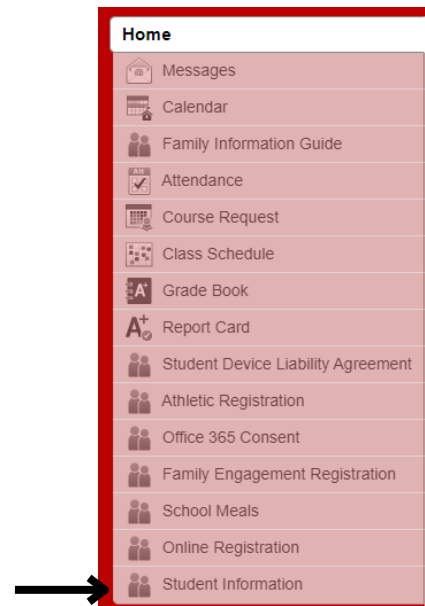 Home
Messages
Calendar
Family Information Guide
Att
Attendance
Course Request
Class Schedule
A+
Grade Book
A+
Report Card
Student Device Liability Agreement
Athletic Registration
Office 365 Consent
Family Engagement Registration
School Meals
Online Registration
Student Information